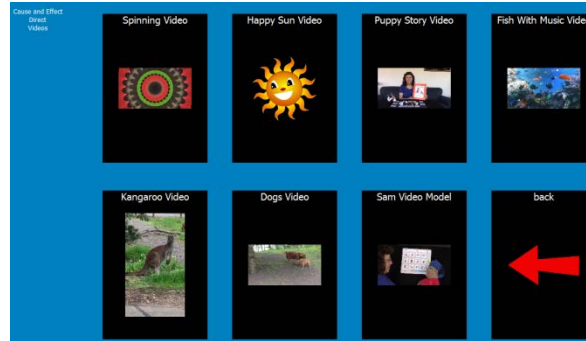 Cause and Effect
Direct
Videos
Spinning Video
Happy Sun Video
Puppy Story Video
Fish With Music Video
Kangaroo Video
Dogs Video
Sam Video Model
back